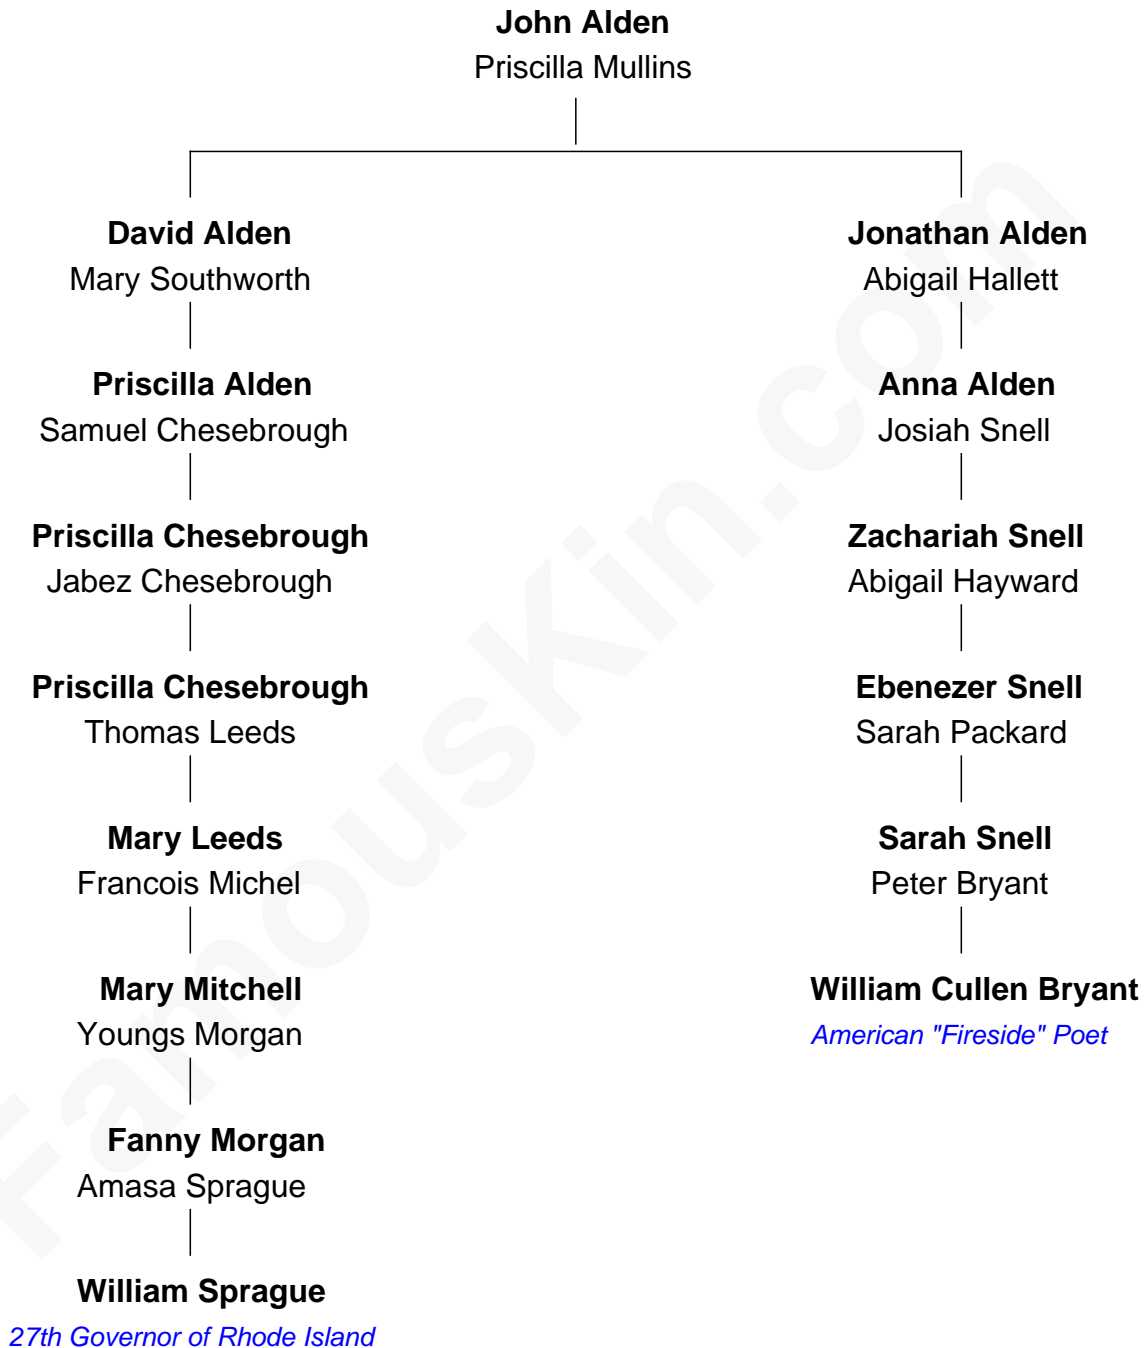 John Alden
Priscilla Mullins
David Alden
Mary Southworth
Jonathan Alden
Abigail Hallett
Priscilla Alden
Samuel Chesebrough
Anna Alden
Josiah Snell
Priscilla Chesebrough
Jabez Chesebrough
Zachariah Snell
Abigail Hayward
Priscilla Chesebrough
Thomas Leeds
Ebenezer Snell
Sarah Packard
Mary Leeds
Francois Michel
Sarah Snell
Peter Bryant
Mary Mitchell
Youngs Morgan
William Cullen Bryant
American "Fireside" Poet
Fanny Morgan
Amasa Sprague
William Sprague
27th Governor of Rhode Island
FamousKin.com